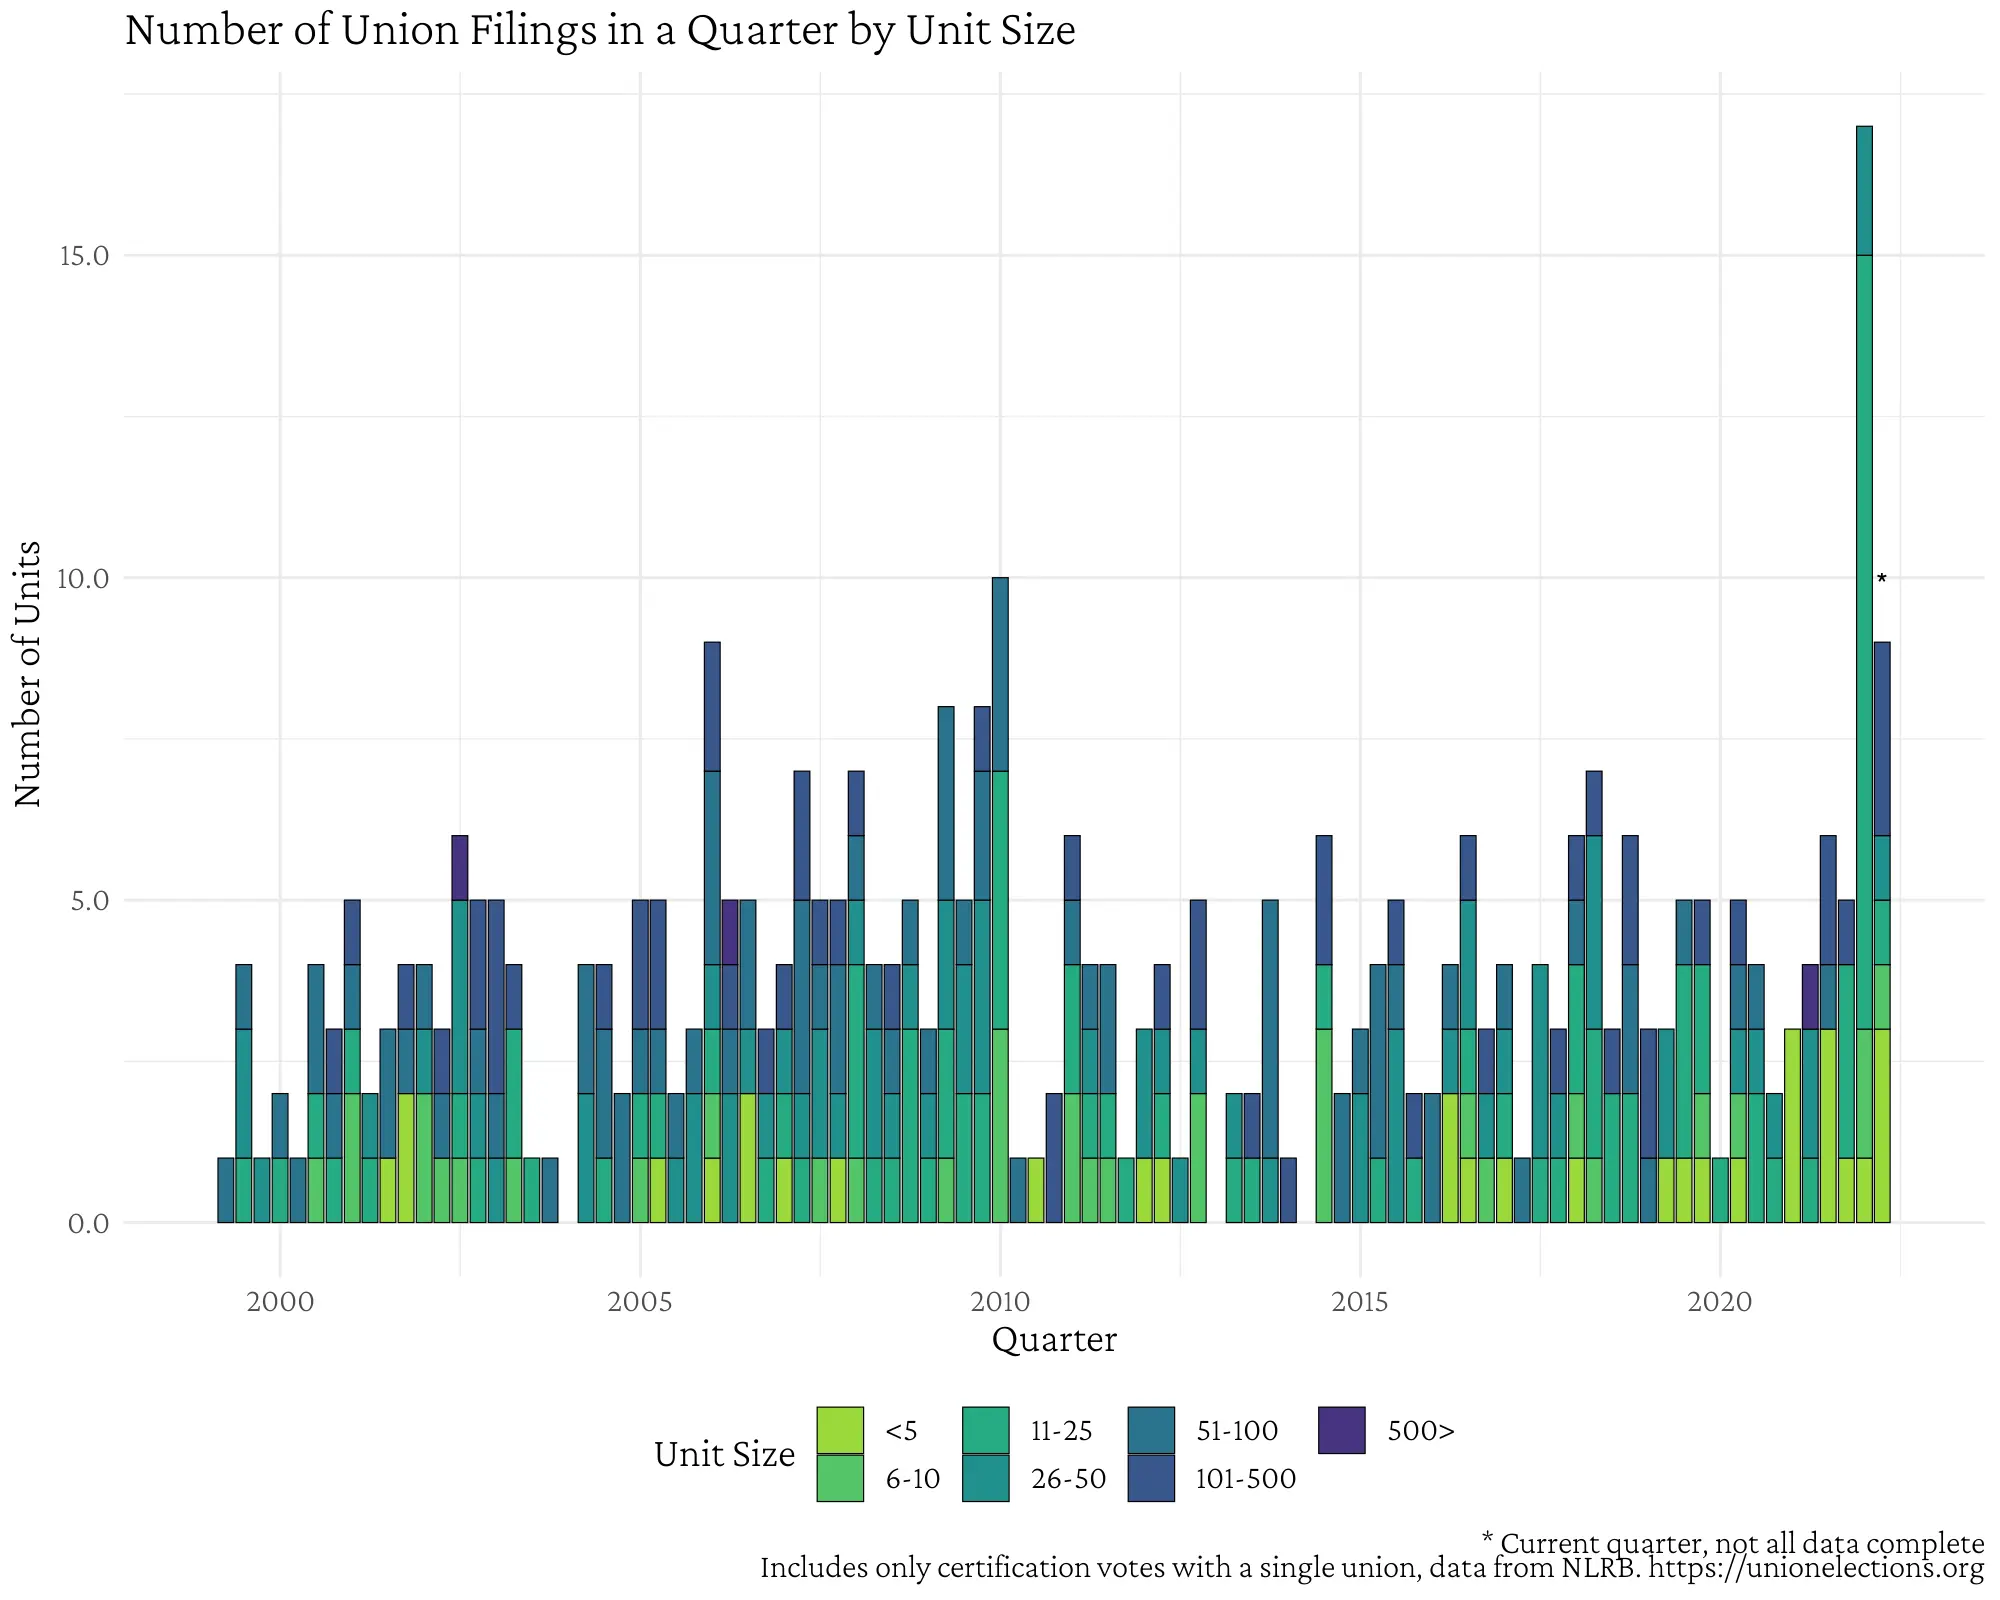 Number of Union Filings in a Quarter by Unit Size
Number of Units
15.0
10.0
5.0
0.0
*
2000 2005 2010 2015 2020
Quarter
Unit Size
<5 11-25 51-100 500>
6-10 26-50 101-500
* Current quarter, not all data complete
Includes only certification votes with a single union, data from NLRB. https://unionelections.org